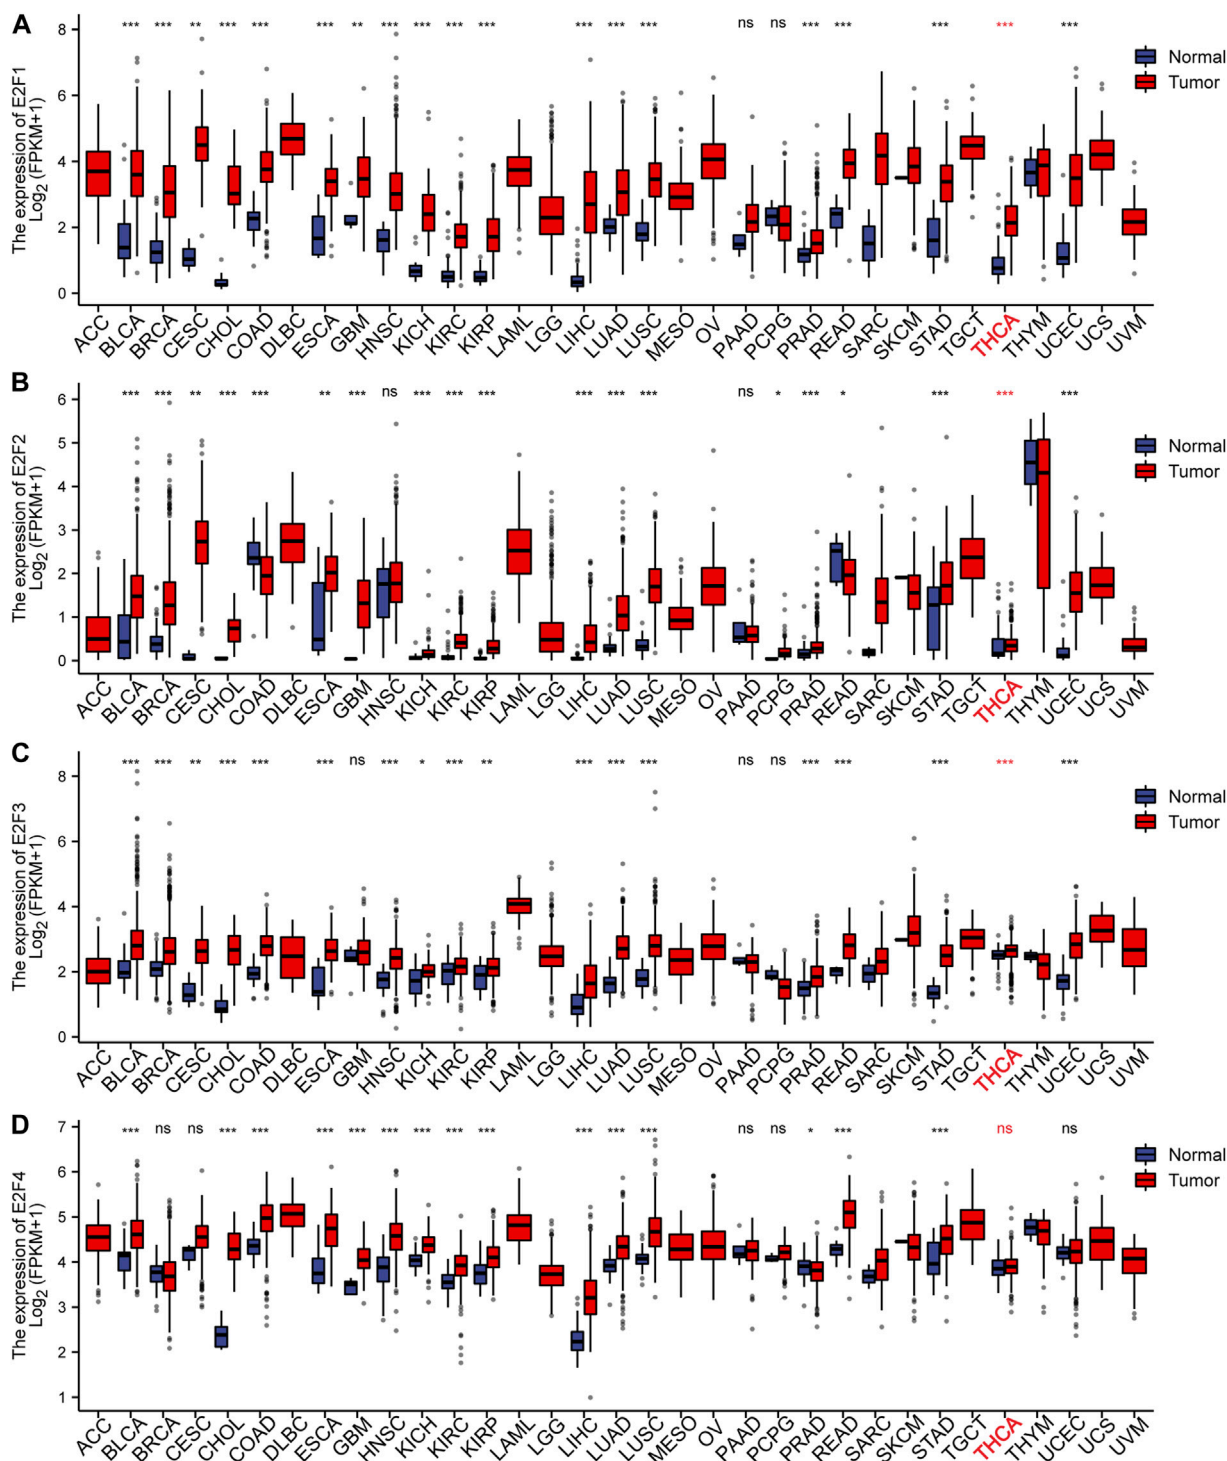 A
*** *** ** *** *** *** ** *** *** *** *** *** *** *** ns ns *** *** *** *** ***
The expression of E2F1
Log2 (FPKM+1)
8
6
4
2
0
Normal
Tumor
ACC BLCA BRCA CESC CHOL COAD DLBC ESCA GBM HNSC KICH KIRC KIRP LAML LGG LIHC LUAD LUSC MESO OV PAAD PCPG PRAD READ SARC SKCM STAD TGCT THCA THYM UCEC UCS UVM
B
*** *** ** *** *** ** *** ns *** *** *** *** *** *** ns * *** * *** *** ***
The expression of E2F2
Log2 (FPKM+1)
6
5
4
3
2
1
0
Normal
Tumor
ACC BLCA BRCA CESC CHOL COAD DLBC ESCA GBM HNSC KICH KIRC KIRP LAML LGG LIHC LUAD LUSC MESO OV PAAD PCPG PRAD READ SARC SKCM STAD TGCT THCA THYM UCEC UCS UVM
C
*** *** ** *** *** *** ns *** * *** ** *** *** *** ns ns *** *** *** *** ***
The expression of E2F3
Log2 (FPKM+1)
8
6
4
2
0
Normal
Tumor
ACC BLCA BRCA CESC CHOL COAD DLBC ESCA GBM HNSC KICH KIRC KIRP LAML LGG LIHC LUAD LUSC MESO OV PAAD PCPG PRAD READ SARC SKCM STAD TGCT THCA THYM UCEC UCS UVM
D
*** ns ns *** *** *** *** *** *** *** *** *** *** *** ns ns * *** *** ns ns
The expression of E2F4
Log2 (FPKM+1)
7
6
5
4
3
2
1
Normal
Tumor
ACC BLCA BRCA CESC CHOL COAD DLBC ESCA GBM HNSC KICH KIRC KIRP LAML LGG LIHC LUAD LUSC MESO OV PAAD PCPG PRAD READ SARC SKCM STAD TGCT THCA THYM UCEC UCS UVM